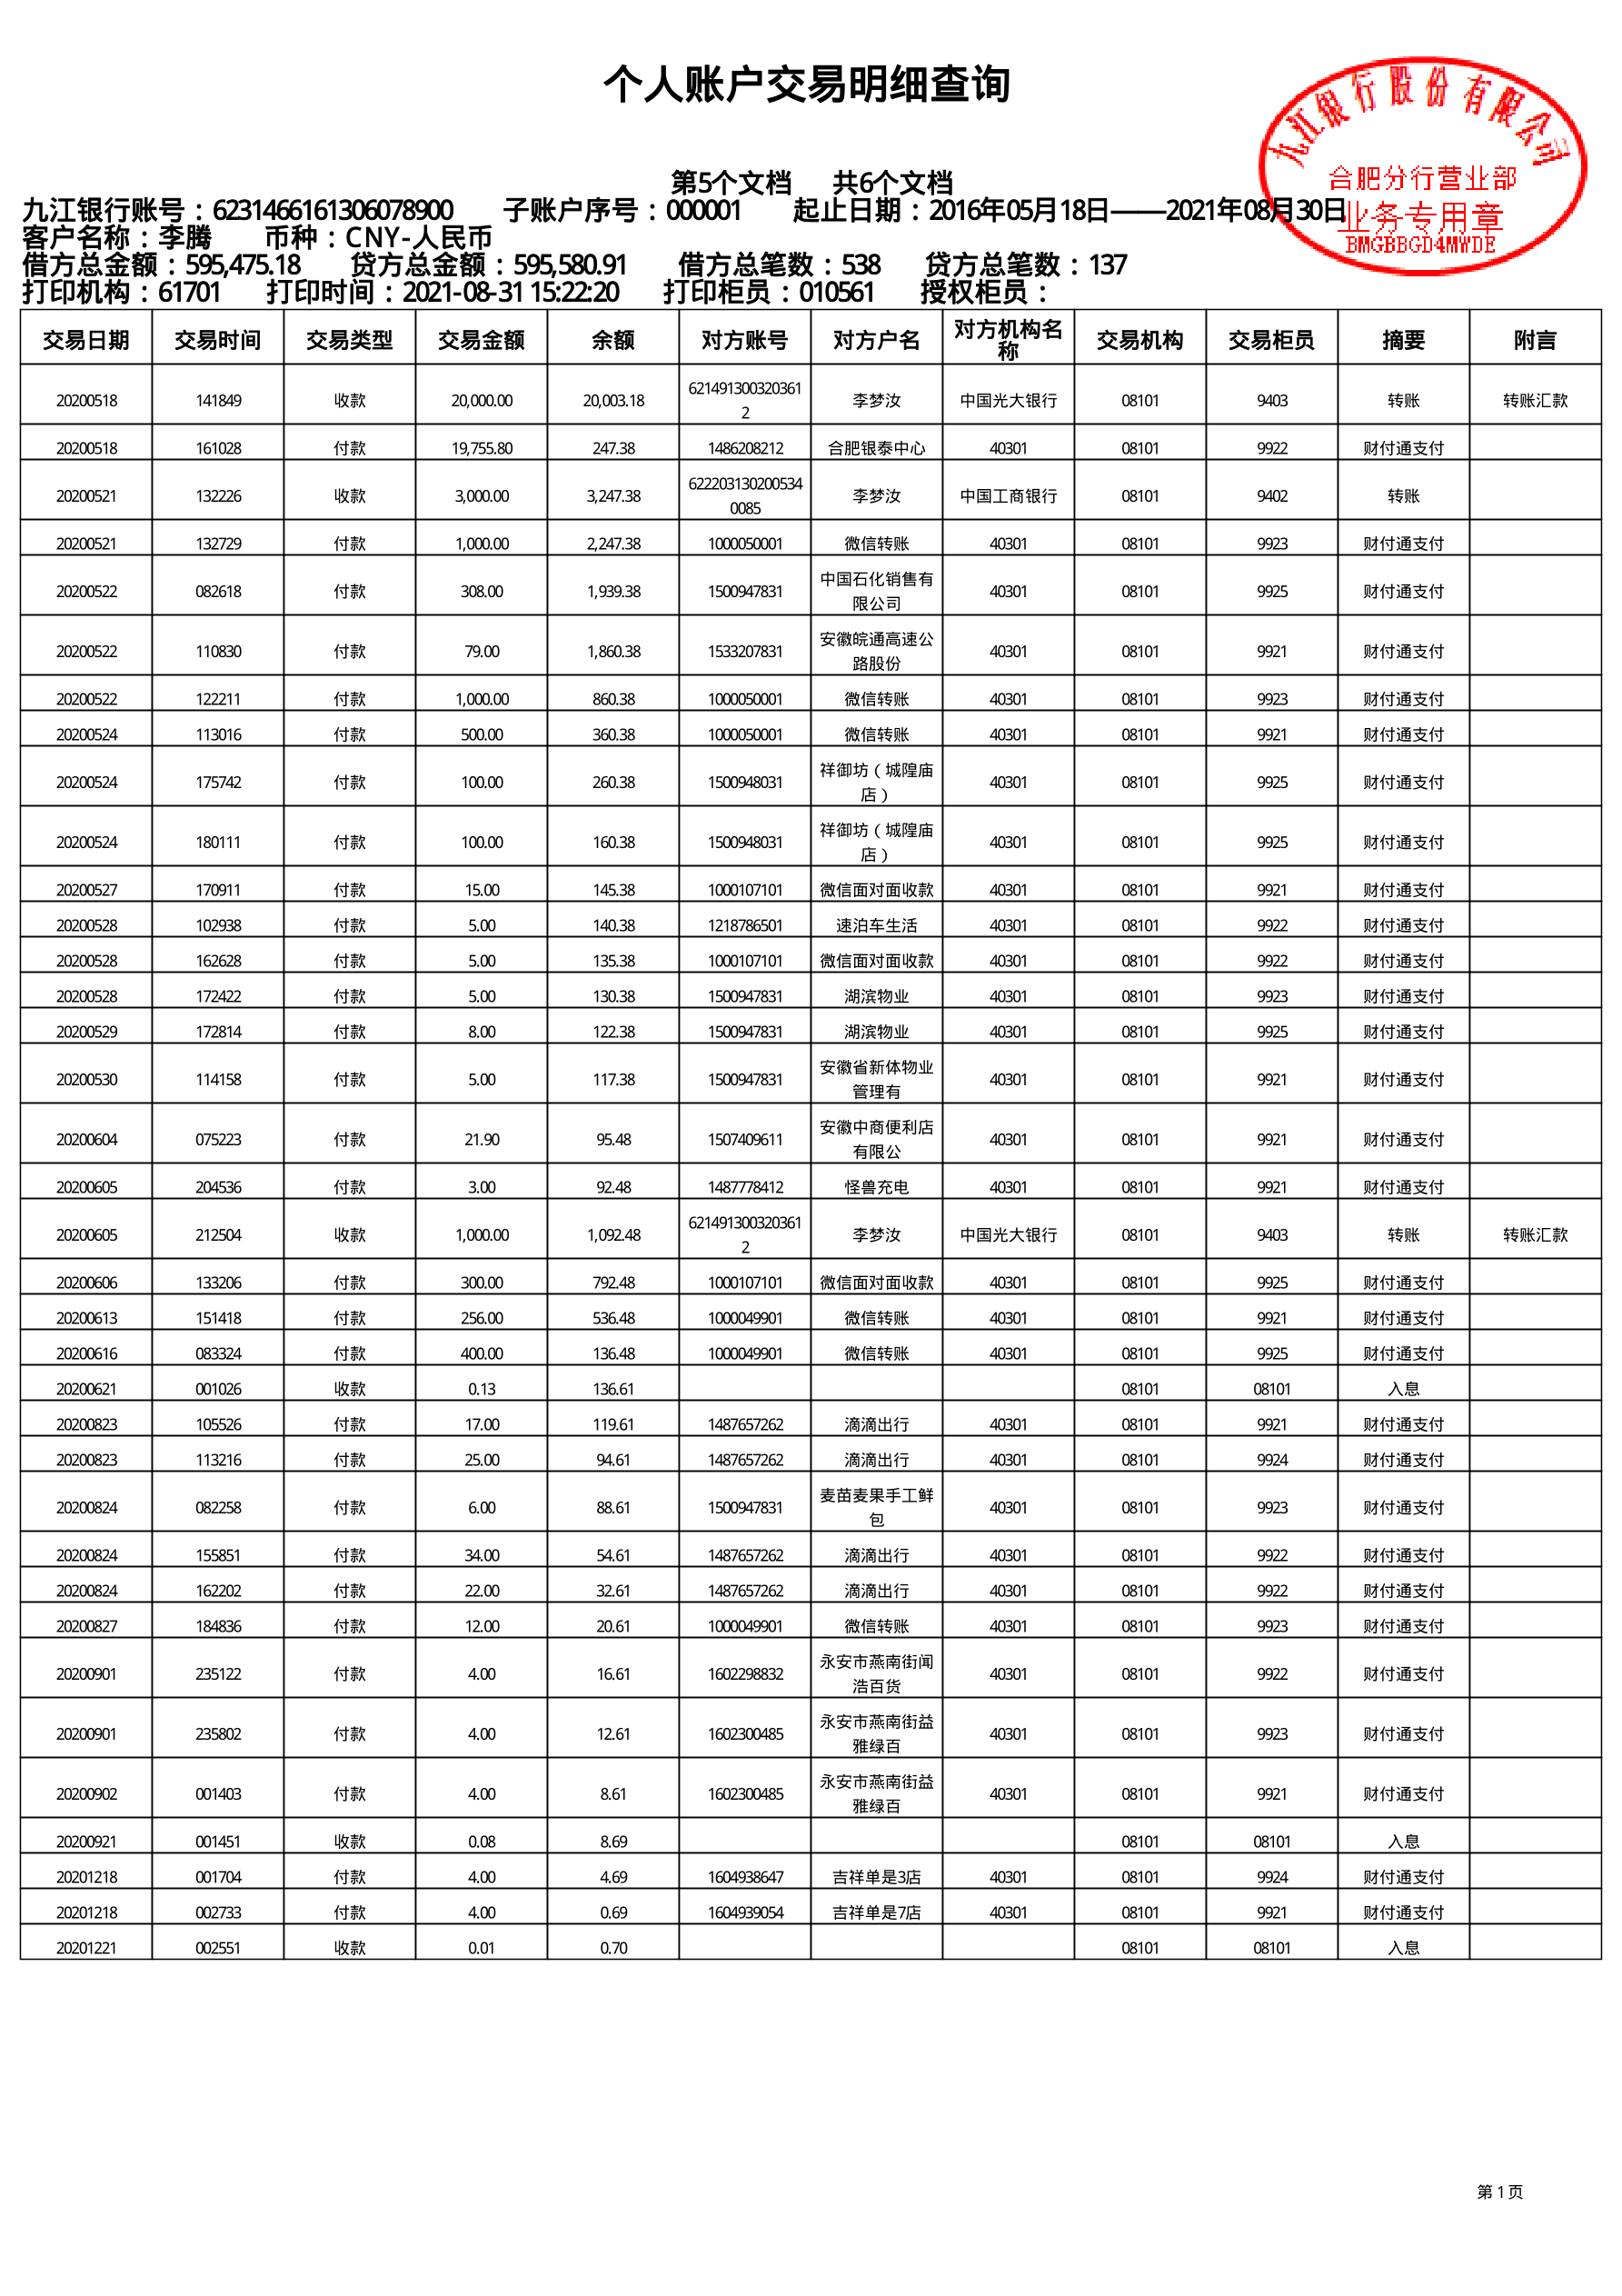 个人账户交易明细查询
九江银行股份有限公司
合肥分行营业部
业务专用章
BMGBBGD4MWDE
第5个文档 共6个文档
九江银行账号：6231466161306078900 子账户序号：000001 起止日期：2016年05月18日——2021年08月30日
客户名称：李腾 币种：CNY-人民币
借方总金额：595,475.18 贷方总金额：595,580.91 借方总笔数：538 贷方总笔数：137
打印机构：61701 打印时间：2021-08-31 15:22:20 打印柜员：010561 授权柜员：
交易日期 交易时间 交易类型 交易金额 余额 对方账号 对方户名 对方机构名称 交易机构 交易柜员 摘要 附言
20200518 141849 收款 20,000.00 20,003.18 6214913003203612 李梦汝 中国光大银行 08101 9403 转账 转账汇款
20200518 161028 付款 19,755.80 247.38 1486208212 合肥银泰中心 40301 08101 9922 财付通支付
20200521 132226 收款 3,000.00 3,247.38 6222031302005340085 李梦汝 中国工商银行 08101 9402 转账
20200521 132729 付款 1,000.00 2,247.38 1000050001 微信转账 40301 08101 9923 财付通支付
20200522 082618 付款 308.00 1,939.38 1500947831 中国石化销售有限公司 40301 08101 9925 财付通支付
20200522 110830 付款 79.00 1,860.38 1533207831 安徽皖通高速公路股份 40301 08101 9921 财付通支付
20200522 122211 付款 1,000.00 860.38 1000050001 微信转账 40301 08101 9923 财付通支付
20200524 113016 付款 500.00 360.38 1000050001 微信转账 40301 08101 9921 财付通支付
20200524 175742 付款 100.00 260.38 1500948031 祥御坊（城隍庙店） 40301 08101 9925 财付通支付
20200524 180111 付款 100.00 160.38 1500948031 祥御坊（城隍庙店） 40301 08101 9925 财付通支付
20200527 170911 付款 15.00 145.38 1000107101 微信面对面收款 40301 08101 9921 财付通支付
20200528 102938 付款 5.00 140.38 1218786501 速泊车生活 40301 08101 9922 财付通支付
20200528 162628 付款 5.00 135.38 1000107101 微信面对面收款 40301 08101 9922 财付通支付
20200528 172422 付款 5.00 130.38 1500947831 湖滨物业 40301 08101 9923 财付通支付
20200529 172814 付款 8.00 122.38 1500947831 湖滨物业 40301 08101 9925 财付通支付
20200530 114158 付款 5.00 117.38 1500947831 安徽省新体物业管理有 40301 08101 9921 财付通支付
20200604 075223 付款 21.90 95.48 1507409611 安徽中商便利店有限公 40301 08101 9921 财付通支付
20200605 204536 付款 3.00 92.48 1487778412 怪兽充电 40301 08101 9921 财付通支付
20200605 212504 收款 1,000.00 1,092.48 6214913003203612 李梦汝 中国光大银行 08101 9403 转账 转账汇款
20200606 133206 付款 300.00 792.48 1000107101 微信面对面收款 40301 08101 9925 财付通支付
20200613 151418 付款 256.00 536.48 1000049901 微信转账 40301 08101 9921 财付通支付
20200616 083324 付款 400.00 136.48 1000049901 微信转账 40301 08101 9925 财付通支付
20200621 001026 收款 0.13 136.61 08101 08101 入息
20200823 105526 付款 17.00 119.61 1487657262 滴滴出行 40301 08101 9921 财付通支付
20200823 113216 付款 25.00 94.61 1487657262 滴滴出行 40301 08101 9924 财付通支付
20200824 082258 付款 6.00 88.61 1500947831 麦苗麦果手工鲜包 40301 08101 9923 财付通支付
20200824 155851 付款 34.00 54.61 1487657262 滴滴出行 40301 08101 9922 财付通支付
20200824 162202 付款 22.00 32.61 1487657262 滴滴出行 40301 08101 9922 财付通支付
20200827 184836 付款 12.00 20.61 1000049901 微信转账 40301 08101 9923 财付通支付
20200901 235122 付款 4.00 16.61 1602298832 永安市燕南街闻浩百货 40301 08101 9922 财付通支付
20200901 235802 付款 4.00 12.61 1602300485 永安市燕南街益雅绿百 40301 08101 9923 财付通支付
20200902 001403 付款 4.00 8.61 1602300485 永安市燕南街益雅绿百 40301 08101 9921 财付通支付
20200921 001451 收款 0.08 8.69 08101 08101 入息
20201218 001704 付款 4.00 4.69 1604938647 吉祥单是3店 40301 08101 9924 财付通支付
20201218 002733 付款 4.00 0.69 1604939054 吉祥单是7店 40301 08101 9921 财付通支付
20201221 002551 收款 0.01 0.70 08101 08101 入息
第 1 页